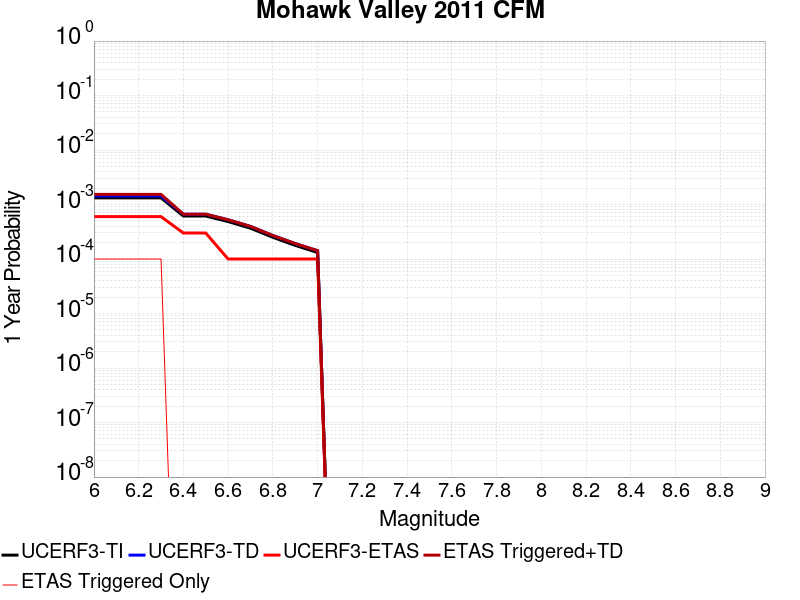 Mohawk Valley 2011 CFM
10^0
10^-1
10^-2
10^-3
10^-4
10^-5
10^-6
10^-7
10^-8
1 Year Probability
6 6.2 6.4 6.6 6.8 7 7.2 7.4 7.6 7.8 8 8.2 8.4 8.6 8.8 9
Magnitude
UCERF3-TI UCERF3-TD UCERF3-ETAS ETAS Triggered+TD
ETAS Triggered Only